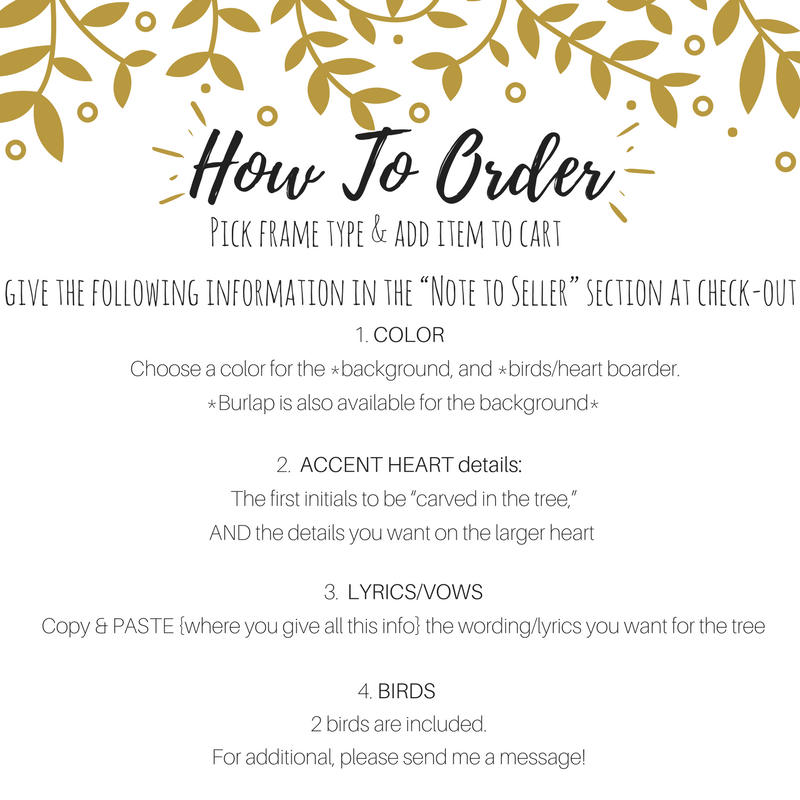 How To Order
PICK FRAME TYPE & ADD ITEM TO CART
GIVE THE FOLLOWING INFORMATION IN THE “NOTE TO SELLER” SECTION AT CHECK-OUT
1. COLOR
Choose a color for the *background, and *birds/heart boarder.
*Burlap is also available for the background*
2. ACCENT HEART details:
The first initials to be “carved in the tree,”
AND the details you want on the larger heart
3. LYRICS/VOWS
Copy & PASTE {where you give all this info} the wording/lyrics you want for the tree
4. BIRDS
2 birds are included.
For additional, please send me a message!